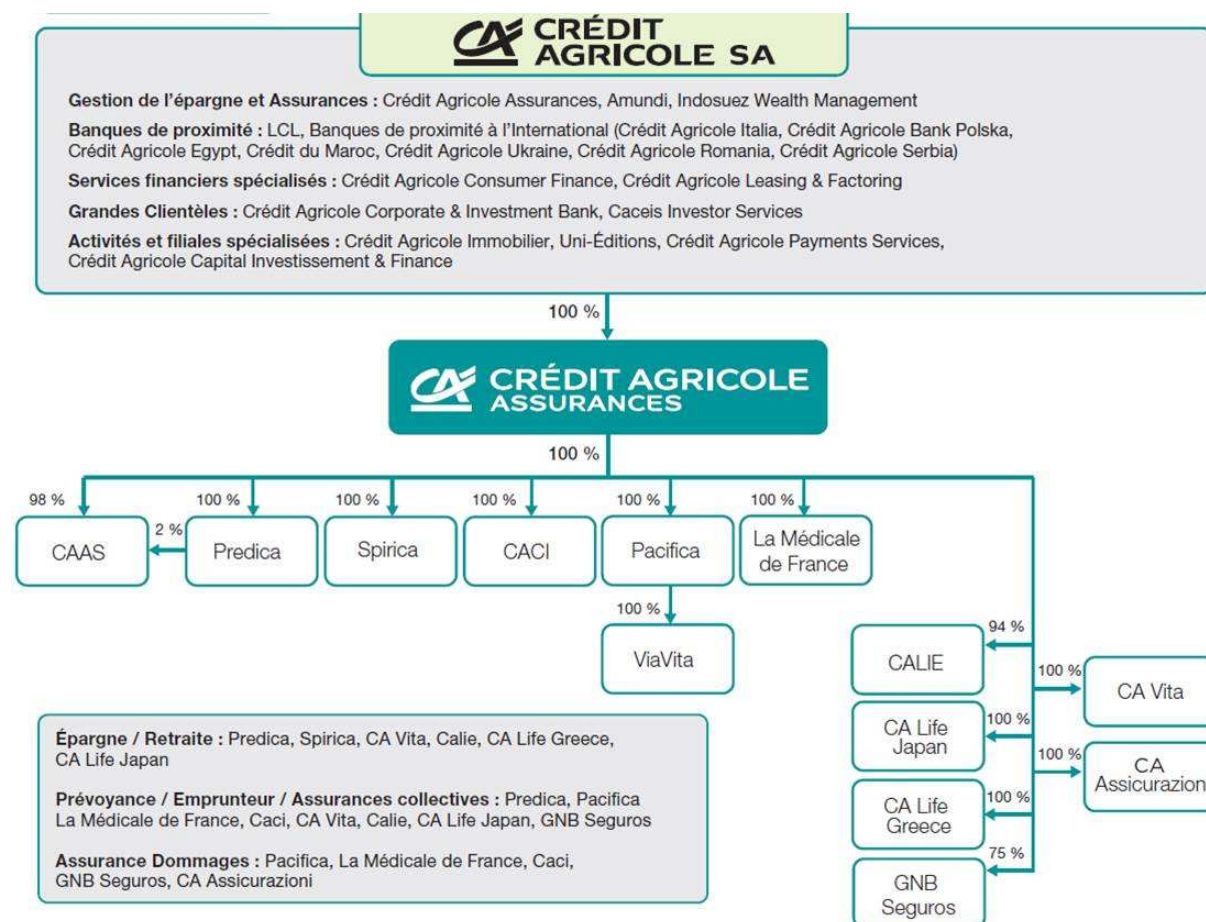 CRÉDIT
AGRICOLE SA
Gestion de l'épargne et Assurances : Crédit Agricole Assurances, Amundi, Indosuez Wealth Management
Banques de proximité : LCL, Banques de proximité à l'International (Crédit Agricole Italia, Crédit Agricole Bank Polska,
Crédit Agricole Egypt, Crédit du Maroc, Crédit Agricole Ukraine, Crédit Agricole Romania, Crédit Agricole Serbia)
Services financiers spécialisés : Crédit Agricole Consumer Finance, Crédit Agricole Leasing & Factoring
Grandes Clientèles : Crédit Agricole Corporate & Investment Bank, Caceis Investor Services
Activités et filiales spécialisées : Crédit Agricole Immobilier, Uni-Éditions, Crédit Agricole Payments Services,
Crédit Agricole Capital Investissement & Finance
100 %
CRÉDIT AGRICOLE
ASSURANCES
100 %
98 %
100 %
100 %
100 %
100 %
100 %
CAAS
2 %
Predica
Spirica
CACI
Pacifica
La Médicale
de France
100 %
ViaVita
94 %
CALIE
100 %
CA Vita
100 %
CA Life
Japan
100 %
CA
Assicurazion
100 %
CA Life
Greece
75 %
GNB
Seguros
Épargne / Retraite : Predica, Spirica, CA Vita, Calie, CA Life Greece,
CA Life Japan
Prévoyance / Emprunteur / Assurances collectives : Predica, Pacifica
La Médicale de France, Caci, CA Vita, Calie, CA Life Japan, GNB Seguros
Assurance Dommages : Pacifica, La Médicale de France, Caci,
GNB Seguros, CA Assicurazioni